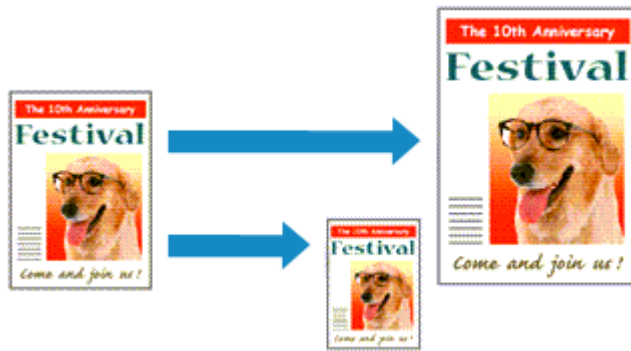 The 10th Anniversary
Festival
Come and join us!
The 10th Anniversary
Festival
Come and join us!
The 10th Anniversary
Festival
Come and join us!